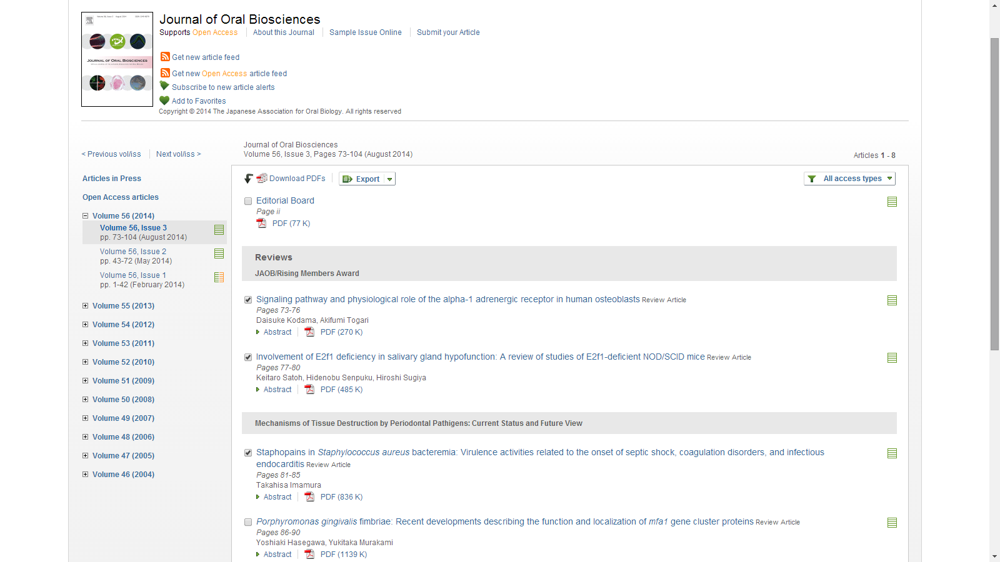 Journal of Oral Biosciences
Supports Open Access
About this Journal
Sample Issue Online
Submit your Article
JOURNAL OF ORAL BIOSCIENCES
Get new article feed
Get new Open Access article feed
Subscribe to new article alerts
Add to Favorites
Copyright © 2014 The Japanese Association for Oral Biology. All rights reserved
< Previous vol/iss
Next vol/iss >
Journal of Oral Biosciences
Volume 56, Issue 3, Pages 73-104 (August 2014)
Articles 1 - 8
Articles in Press
Open Access articles
Volume 56 (2014)
Volume 56, Issue 3
pp. 73-104 (August 2014)
Volume 56, Issue 2
pp. 43-72 (May 2014)
Volume 56, Issue 1
pp. 1-42 (February 2014)
Volume 55 (2013)
Volume 54 (2012)
Volume 53 (2011)
Volume 52 (2010)
Volume 51 (2009)
Volume 50 (2008)
Volume 49 (2007)
Volume 48 (2006)
Volume 47 (2005)
Volume 46 (2004)
Download PDFs
Export
All access types
Editorial Board
Page ii
PDF (77 K)
Reviews
JAOB/Rising Members Award
Signaling pathway and physiological role of the alpha-1 adrenergic receptor in human osteoblasts Review Article
Pages 73-76
Daisuke Kodama, Akifumi Togari
Abstract
PDF (270 K)
Involvement of E2f1 deficiency in salivary gland hypofunction: A review of studies of E2f1-deficient NOD/SCID mice Review Article
Pages 77-80
Keitaro Satoh, Hidenobu Senpuku, Hiroshi Sugiya
Abstract
PDF (485 K)
Mechanisms of Tissue Destruction by Periodontal Pathigens: Current Status and Future View
Staphopains in Staphylococcus aureus bacteremia: Virulence activities related to the onset of septic shock, coagulation disorders, and infectious
endocarditis Review Article
Pages 81-85
Takahisa Imamura
Abstract
PDF (836 K)
Porphyromonas gingivalis fimbriae: Recent developments describing the function and localization of mfa1 gene cluster proteins Review Article
Pages 86-90
Yoshiaki Hasegawa, Yukitaka Murakami
Abstract
PDF (1139 K)